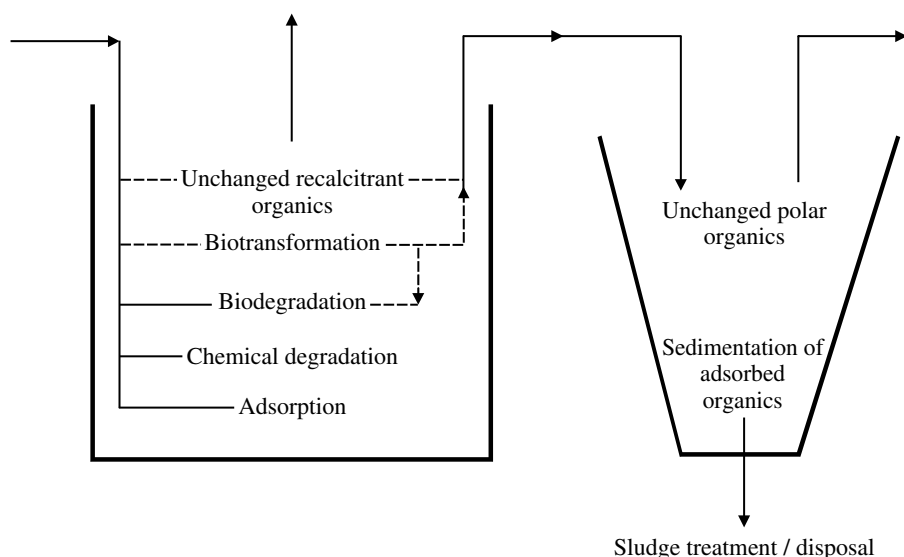 Unchanged recalcitrant
organics
Biotransformation
Biodegradation
Chemical degradation
Adsorption
Unchanged polar
organics
Sedimentation of
adsorbed
organics
Sludge treatment / disposal